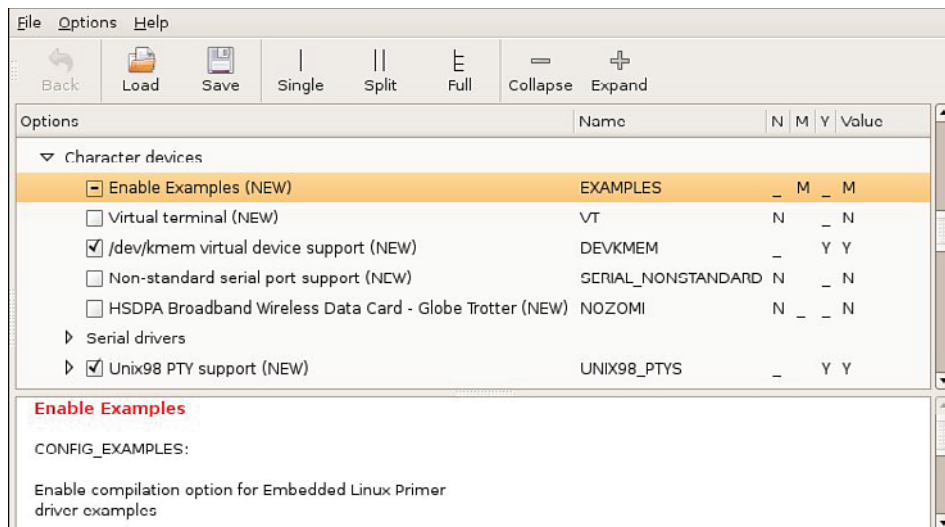 File Options Help
Back Load Save Single Split Full Collapse Expand
Options Name N M Y Value
Character devices
Enable Examples (NEW) EXAMPLES _ M _ M
Virtual terminal (NEW) VT N _ N
/dev/kmem virtual device support (NEW) DEVKMEM _ Y Y
Non-standard serial port support (NEW) SERIAL_NONSTANDARD N _ N
HSDPA Broadband Wireless Data Card - Globe Trotter (NEW) NOZOMI N _ _ N
Serial drivers
Unix98 PTY support (NEW) UNIX98_PTYS _ Y Y
Enable Examples
CONFIG_EXAMPLES:
Enable compilation option for Embedded Linux Primer
driver examples